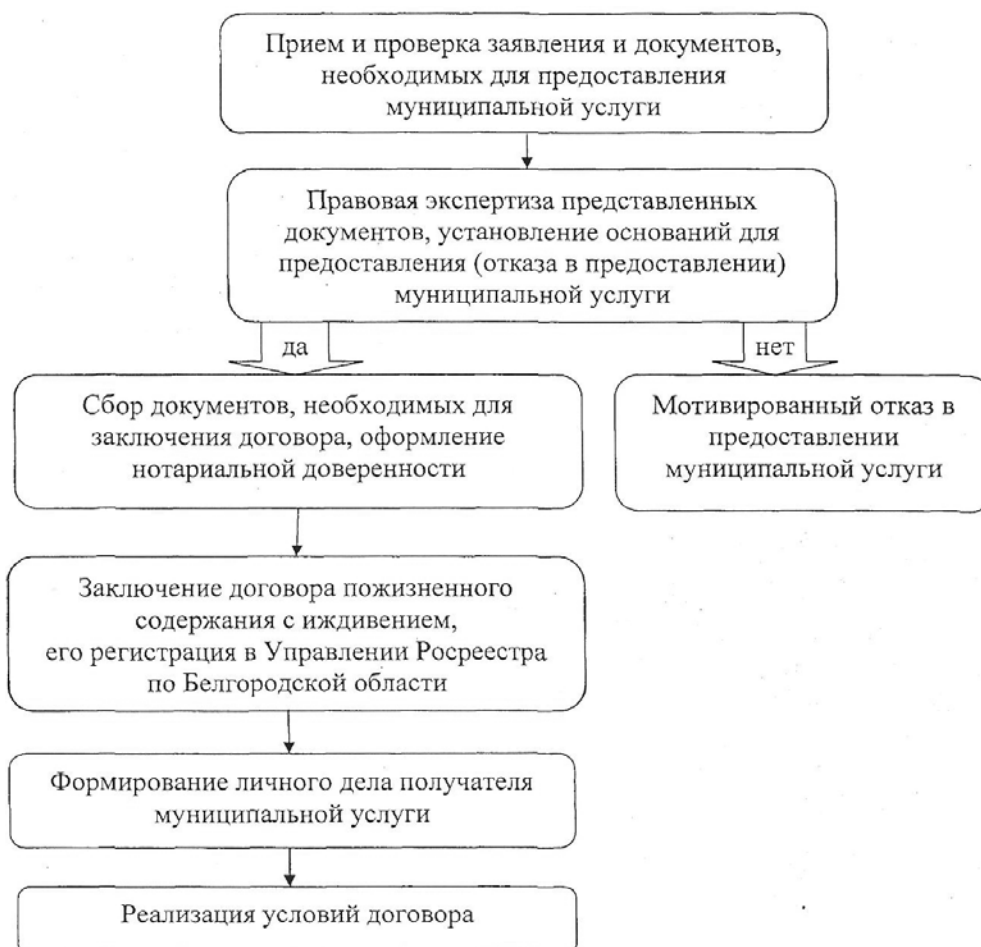 Прием и проверка заявления и документов,
необходимых для предоставления
муниципальной услуги
Правовая экспертиза представленных
документов, установление оснований для
предоставления (отказа в предоставлении)
муниципальной услуги
да
нет
Сбор документов, необходимых для
заключения договора, оформление
нотариальной доверенности
Мотивированный отказ в
предоставлении
муниципальной услуги
Заключение договора пожизненного
содержания с иждивением,
его регистрация в Управлении Росреестра
по Белгородской области
Формирование личного дела получателя
муниципальной услуги
Реализация условий договора